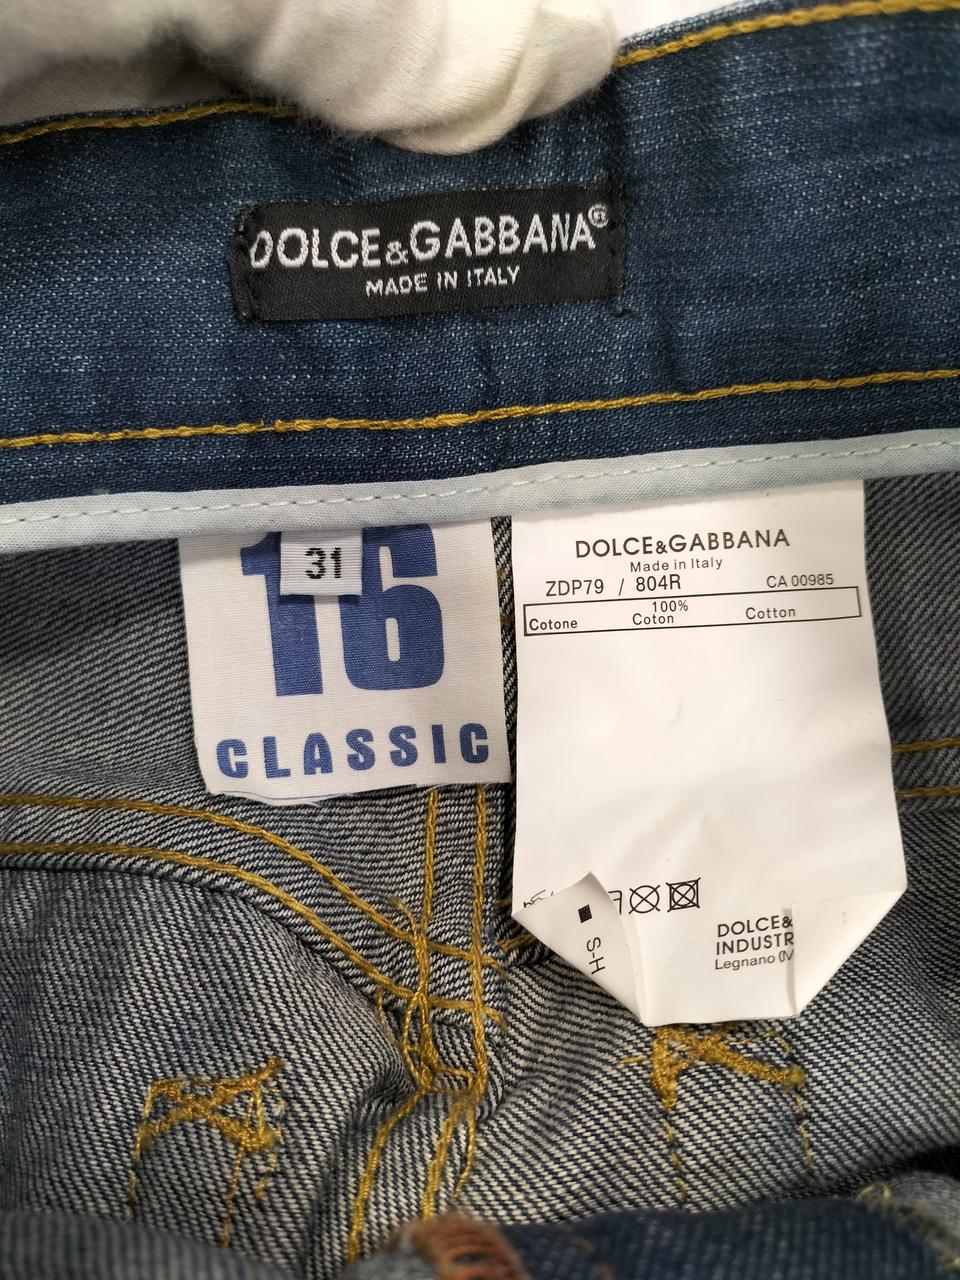 DOLCE&GABBANA®
MADE IN ITALY
16
31
CLASSIC
DOLCE&GABBANA
Made in Italy
ZDP79 / 804R CA 00985
100%
Cotone Coton Cotton
S-H
DOLCE&
INDUSTR
Legnano